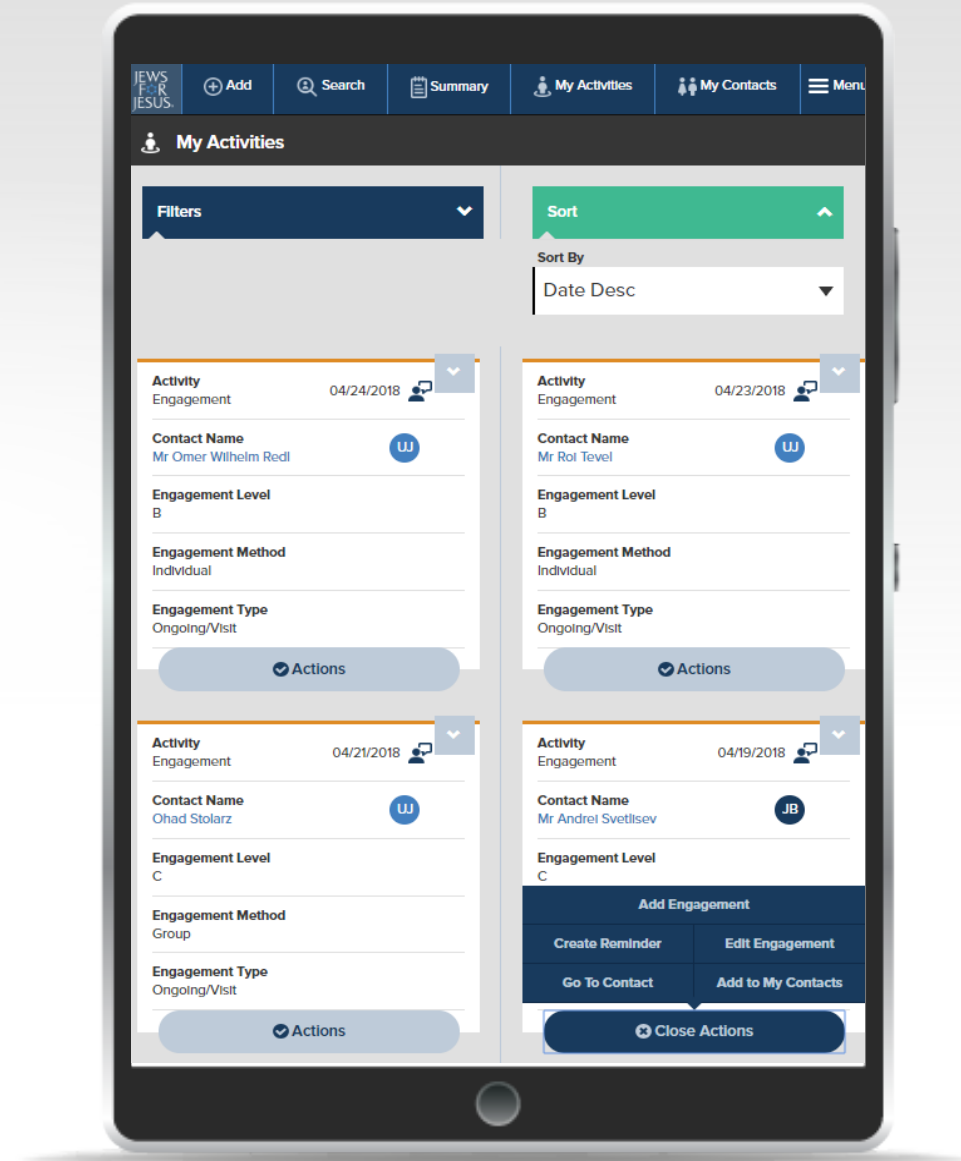 JEWS
FOR
JESUS.
Add
Search
Summary
My Activities
My Contacts
Menu
My Activities
Filters
Sort
Sort By
Date Desc
Activity
Engagement
04/24/2018
Contact Name
Mr Omer Wilhelm Redl
UJ
Engagement Level
B
Engagement Method
Individual
Engagement Type
Ongoing/Visit
Actions
Activity
Engagement
04/23/2018
Contact Name
Mr Roi Tevel
UJ
Engagement Level
B
Engagement Method
Individual
Engagement Type
Ongoing/Visit
Actions
Activity
Engagement
04/21/2018
Contact Name
Ohad Stolarz
UJ
Engagement Level
C
Engagement Method
Group
Engagement Type
Ongoing/Visit
Actions
Activity
Engagement
04/19/2018
Contact Name
Mr Andrei Svetlisev
JB
Engagement Level
C
Add Engagement
Create Reminder
Edit Engagement
Go To Contact
Add to My Contacts
Close Actions